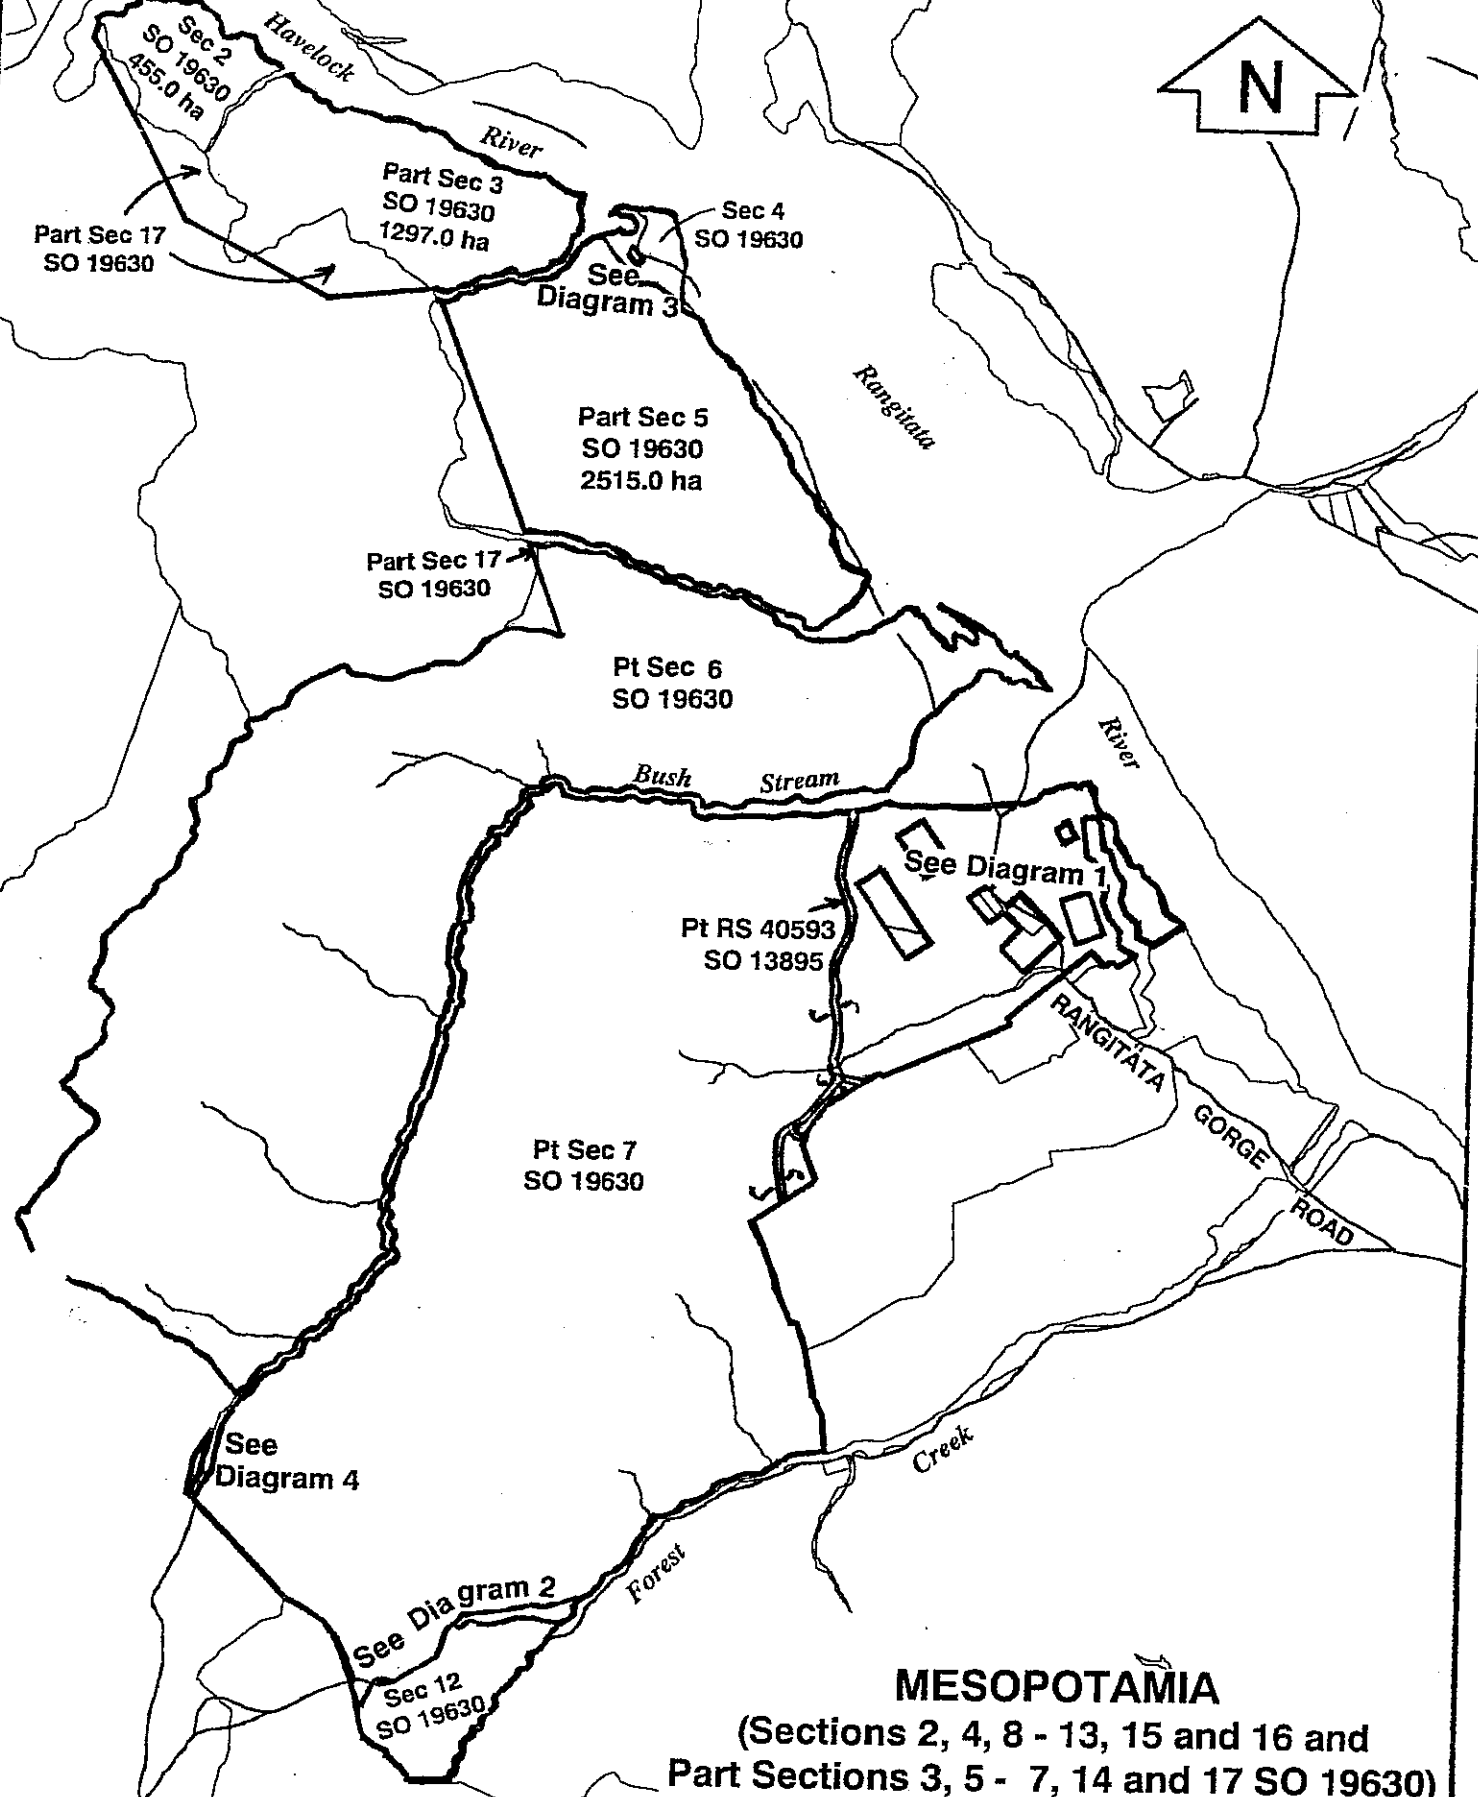 N
Sec 2
SO 19630
455.0 ha
Havelock
River
Part Sec 3
SO 19630
1297.0 ha
Part Sec 17
SO 19630
Sec 4
SO 19630
See
Diagram 3
Rangitata
Part Sec 5
SO 19630
2515.0 ha
Part Sec 17
SO 19630
Pt Sec 6
SO 19630
River
Bush Stream
See Diagram 1
Pt RS 40593
SO 13895
RANGITATA
GORGE
ROAD
Pt Sec 7
SO 19630
See
Diagram 4
Creek
Forest
See Diagram 2
Sec 12
SO 19630
MESOPOTAMIA
(Sections 2, 4, 8 - 13, 15 and 16 and
Part Sections 3, 5 - 7, 14 and 17 SO 19630)